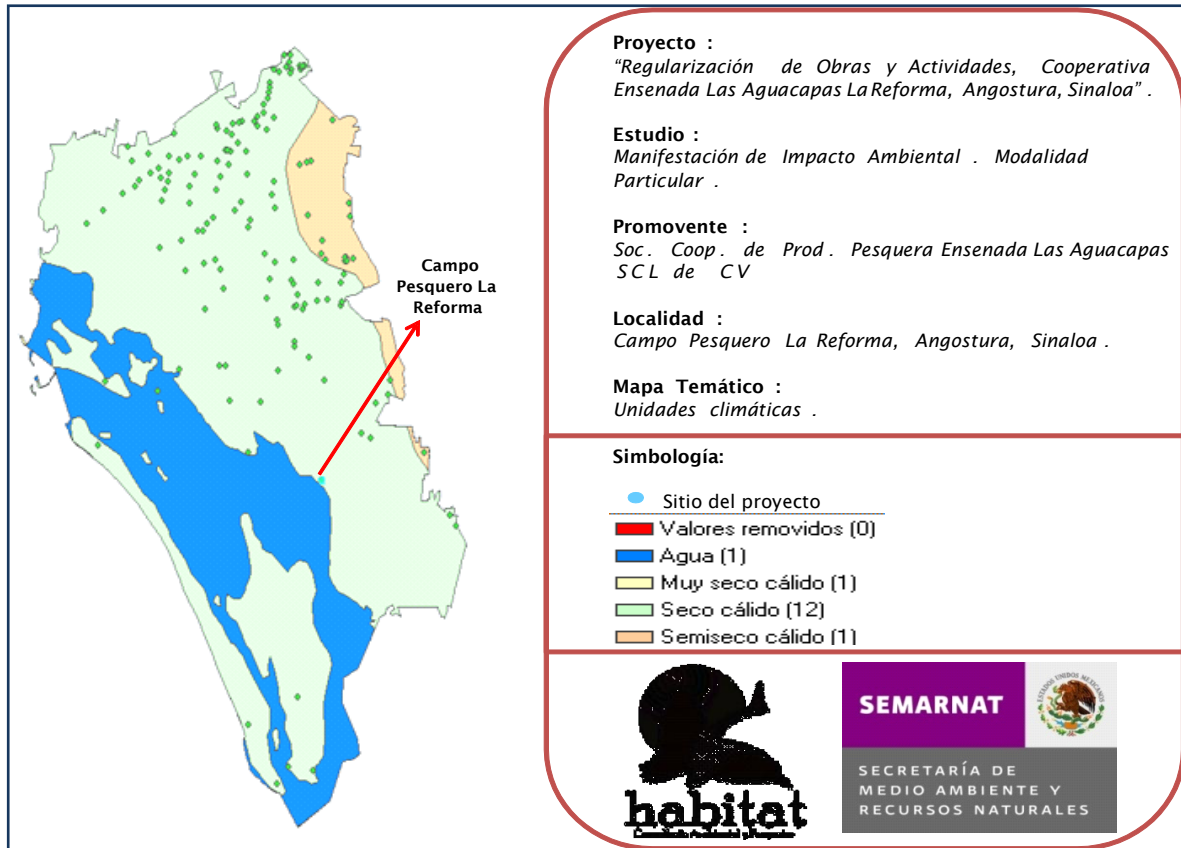 Campo
Pesquero La
Reforma
Proyecto :
“Regularización de Obras y Actividades, Cooperativa
Ensenada Las Aguacapas La Reforma, Angostura, Sinaloa” .
Estudio :
Manifestación de Impacto Ambiental . Modalidad
Particular .
Promovente :
Soc. Coop. de Prod. Pesquera Ensenada Las Aguacapas
S C L de C V
Localidad :
Campo Pesquero La Reforma, Angostura, Sinaloa .
Mapa Temático :
Unidades climáticas .
Simbología:
Sitio del proyecto
Valores removidos (0)
Agua (1)
Muy seco cálido (1)
Seco cálido (12)
Semiseco cálido (1)
habitat
SEMARNAT
ESTADOS UNIDOS MEXICANOS
SECRETARÍA DE
MEDIO AMBIENTE Y
RECURSOS NATURALES